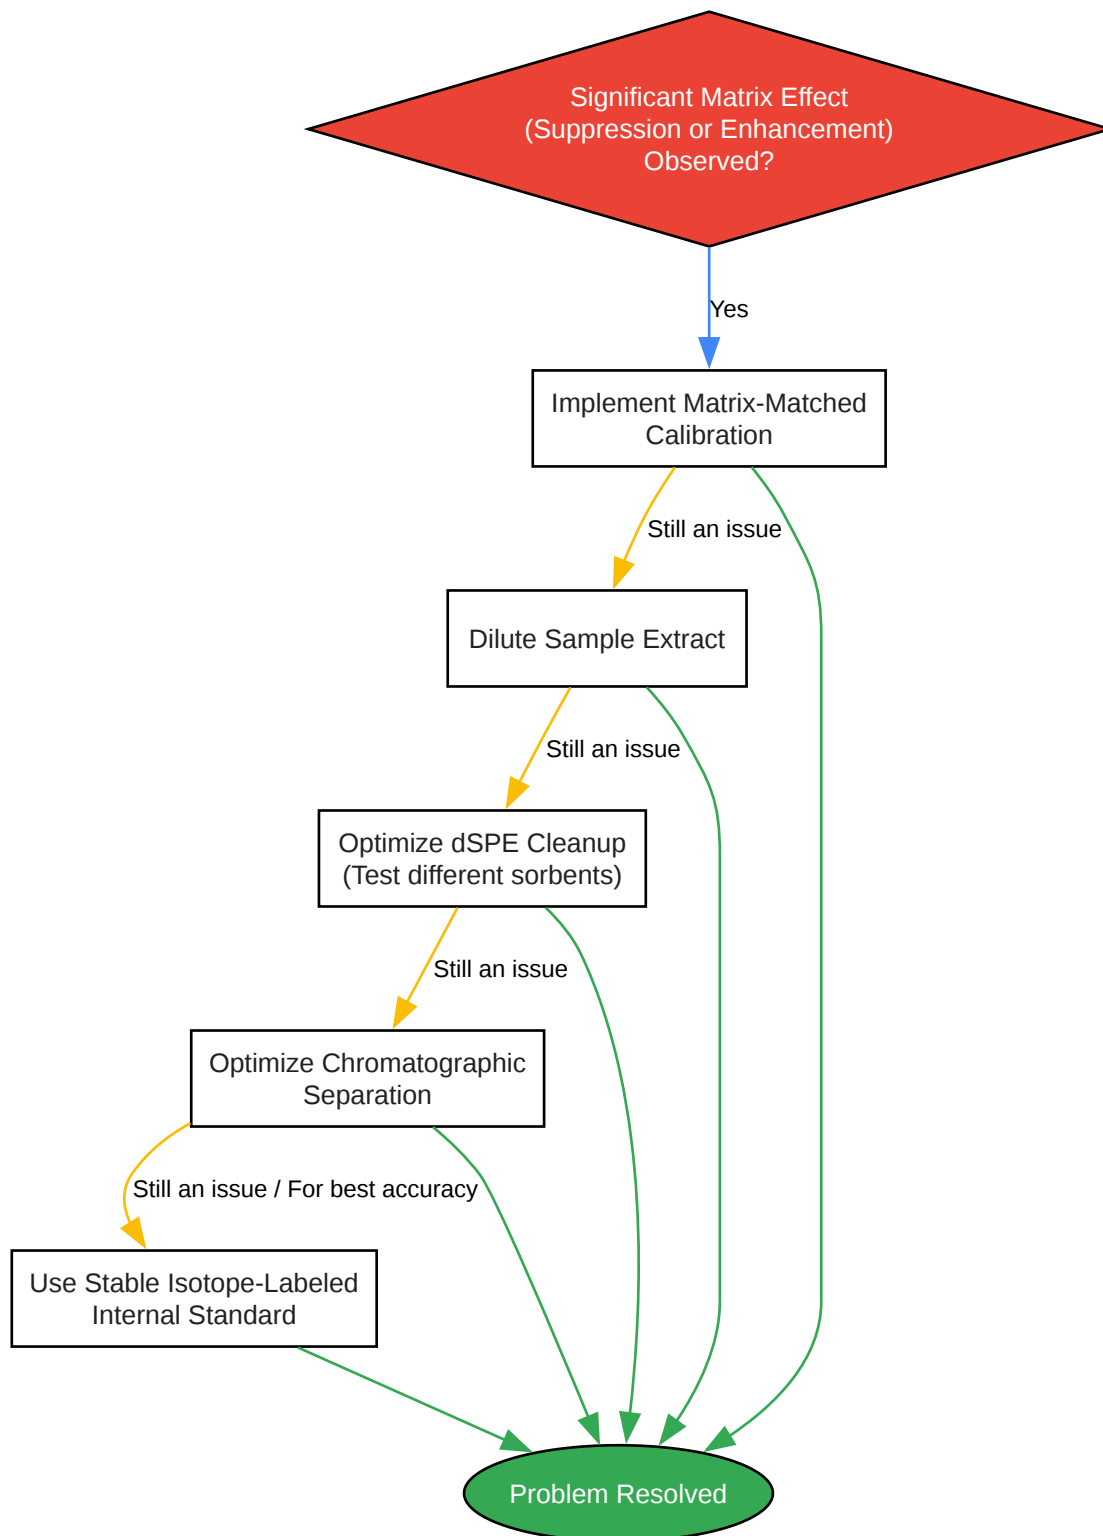 Significant Matrix Effect
(Suppression or Enhancement)
Observed?
Yes
Implement Matrix-Matched
Calibration
Still an issue
Dilute Sample Extract
Still an issue
Optimize dSPE Cleanup
(Test different sorbents)
Still an issue
Optimize Chromatographic
Separation
Still an issue / For best accuracy
Use Stable Isotope-Labeled
Internal Standard
Problem Resolved